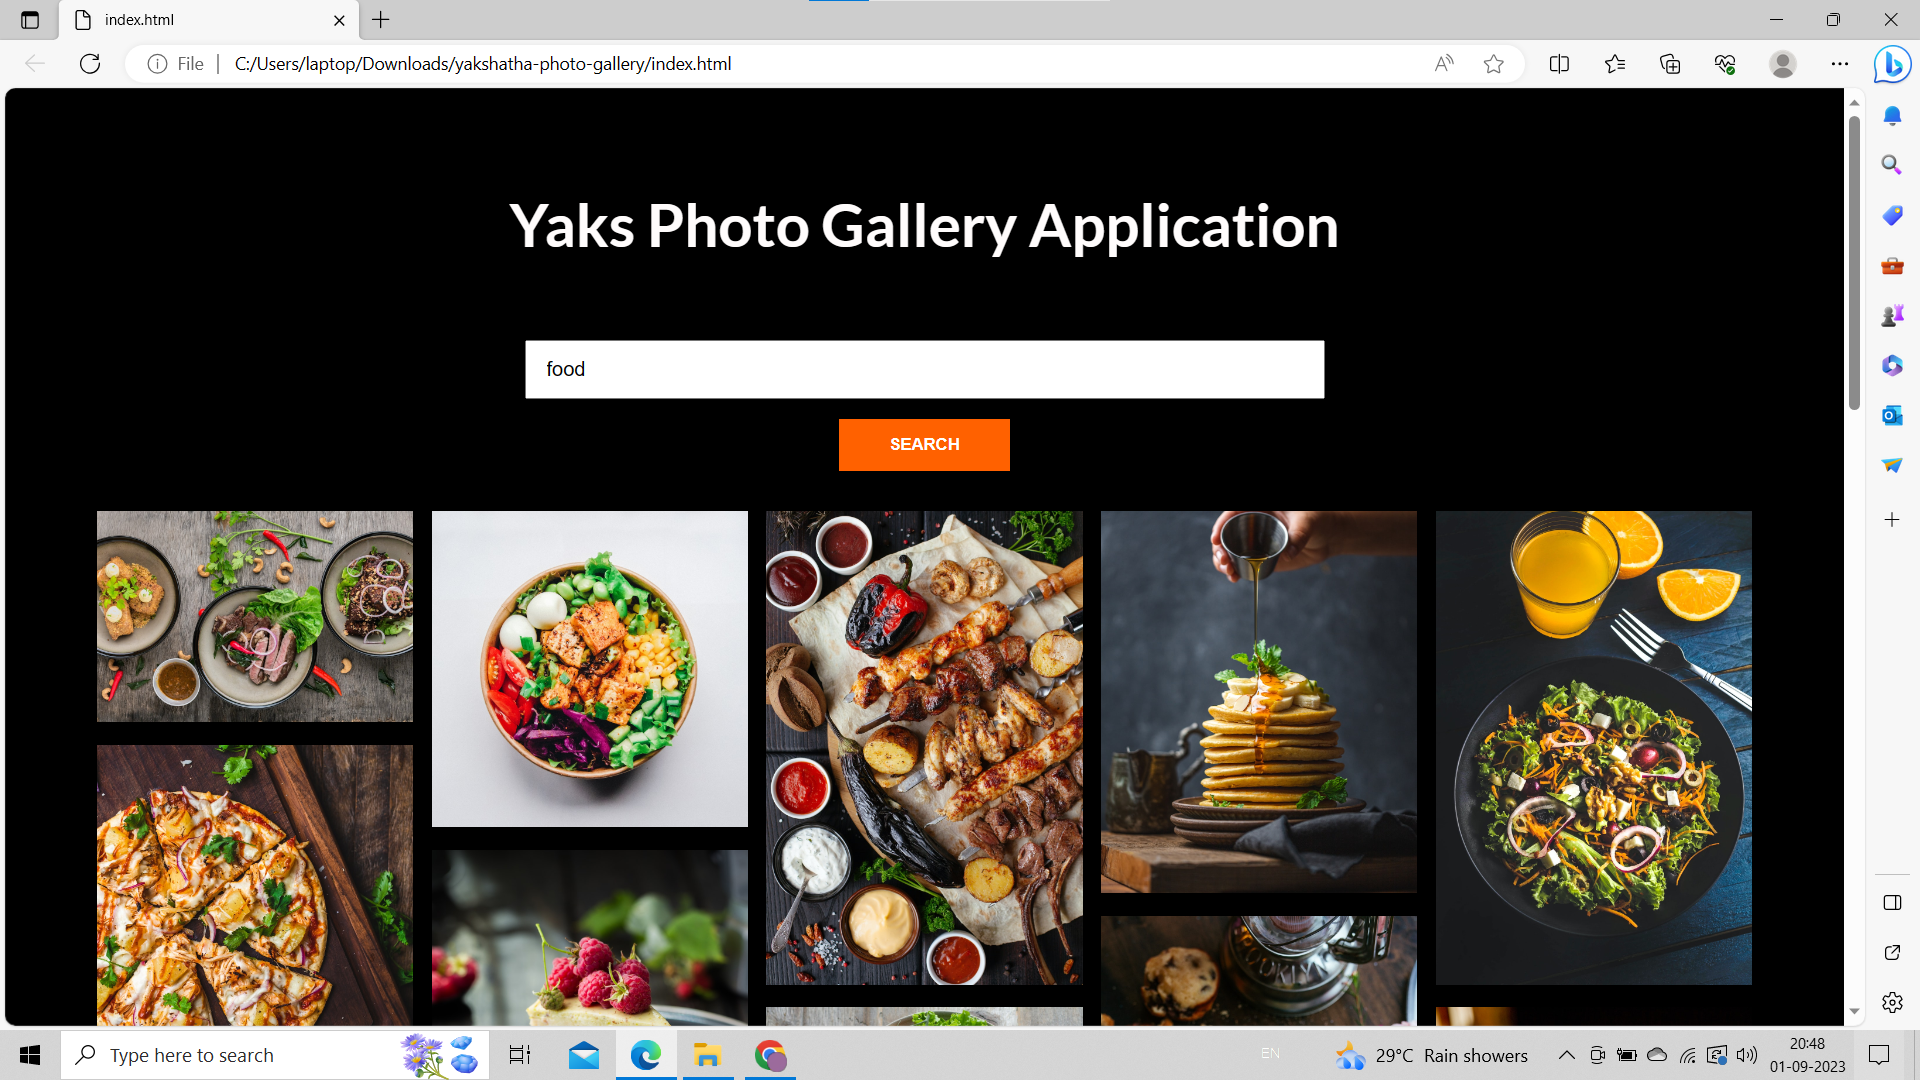 index.html
File
C:/Users/laptop/Downloads/yakshatha-photo-gallery/index.html
Yaks Photo Gallery Application
food
SEARCH
Type here to search
EN
29°C Rain showers
20:48
01-09-2023